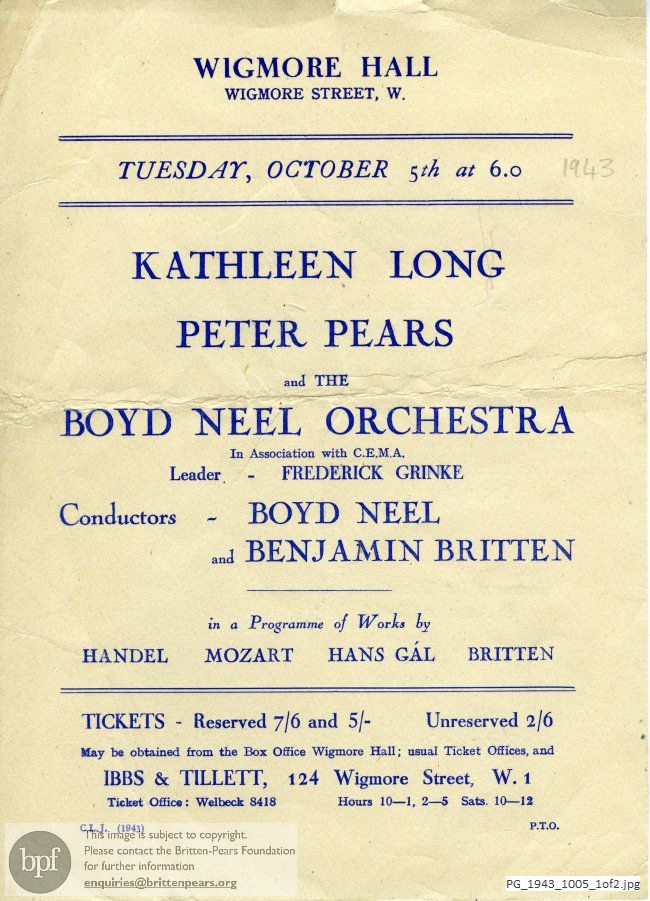 WIGMORE HALL
WIGMORE STREET, W.
TUESDAY, OCTOBER 5th at 6.0 1943
KATHLEEN LONG
PETER PEARS
and THE
BOYD NEEL ORCHESTRA
In Association with C.E.M.A.
Leader - FREDERICK GRINKE
Conductors - BOYD NEEL
and BENJAMIN BRITTEN
in a Programme of Works by
HANDEL MOZART HANS GÁL BRITTEN
TICKETS - Reserved 7/6 and 5/- Unreserved 2/6
May be obtained from the Box Office Wigmore Hall; usual Ticket Offices, and
IBBS & TILLETT, 124 Wigmore Street, W. 1
Ticket Office: Welbeck 8418 Hours 10—1, 2—5 Sats. 10—12
C.L.J. (1943) P.T.O.
bpf
This image is subject to copyright.
Please contact the Britten-Pears Foundation
for further information
enquiries@brittenpears.org
PG_1943_1005_1of2.jpg